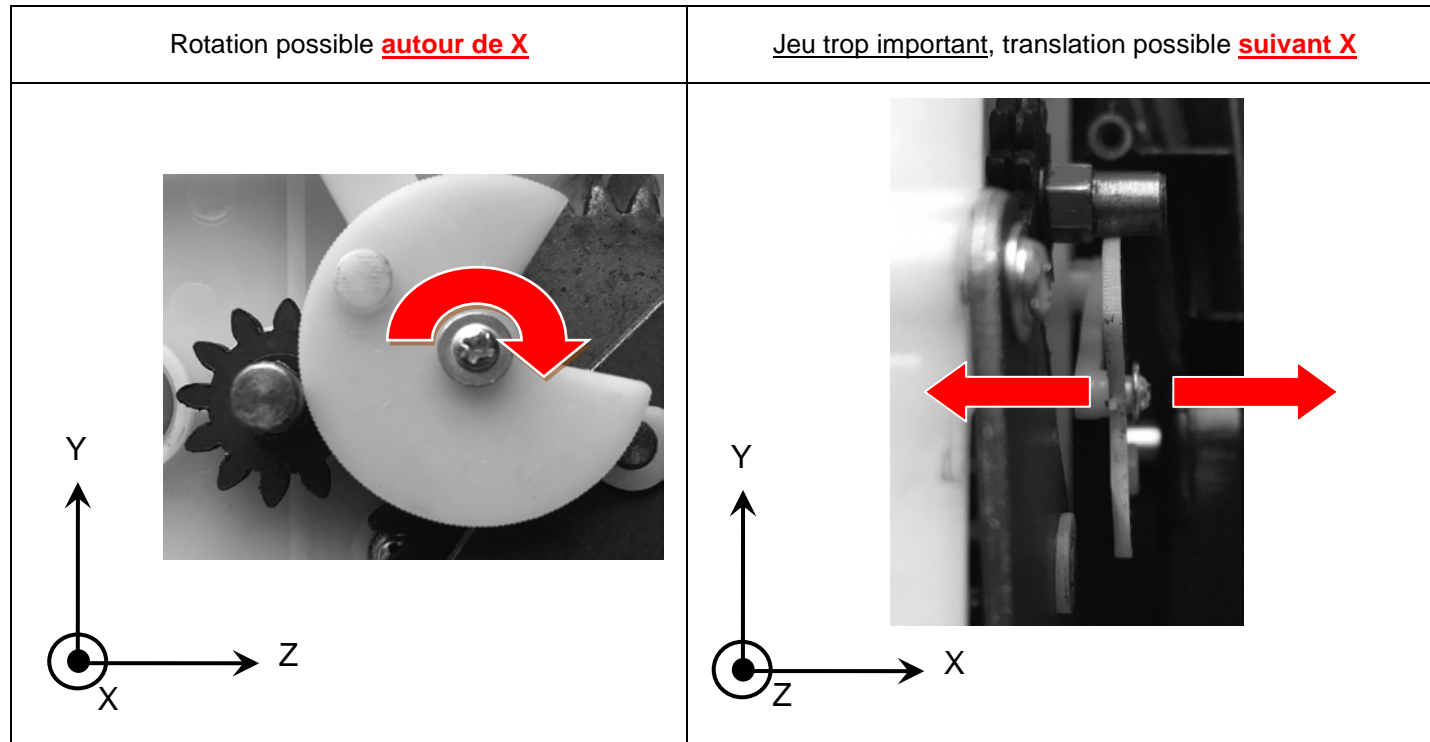 Rotation possible autour de X
Jeu trop important, translation possible suivant X
Y
Z
X
Y
X
Z